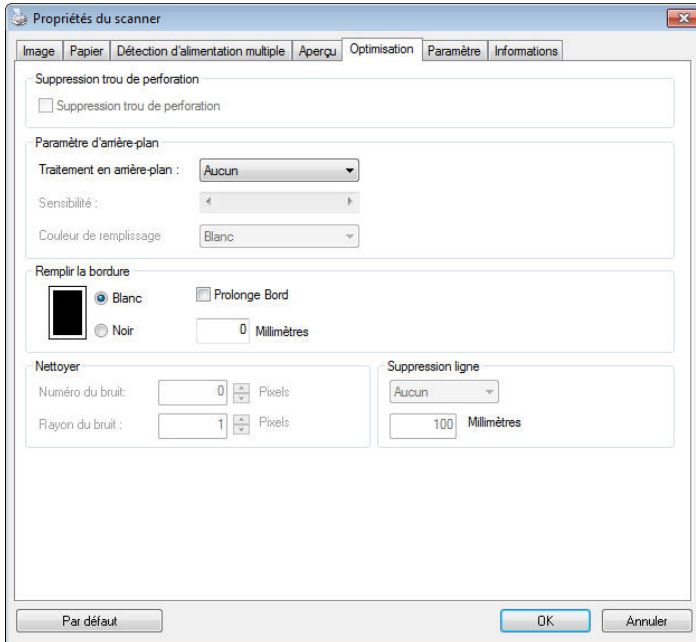 Propriétés du scanner
Image Papier Détection d'alimentation multiple Aperçu Optimisation Paramètre Informations
Suppression trou de perforation
Suppression trou de perforation
Paramètre d'arrière-plan
Traitement en arrière-plan : Aucun
Sensibilité :
Couleur de remplissage Blanc
Remplir la bordure
Blanc Prolonge Bord
Noir 0 Millimètres
Nettoyer Suppression ligne
Numéro du bruit: 0 Pixels Aucun
Rayon du bruit : 1 Pixels 100 Millimètres
Par défaut OK Annuler